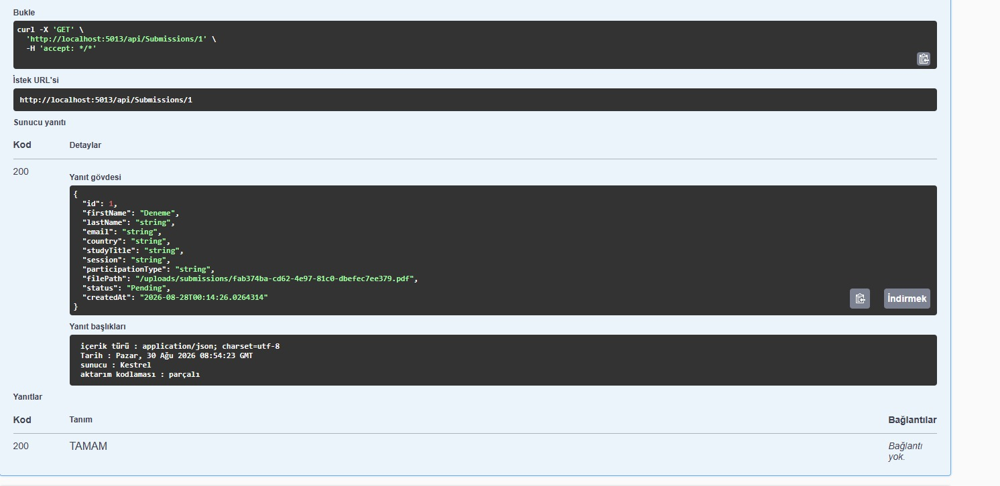 Bukle
curl -X 'GET' \
  'http://localhost:5013/api/Submissions/1' \
  -H 'accept: */*'
İstek URL'si
http://localhost:5013/api/Submissions/1
Sunucu yanıtı
Kod Detaylar
200
Yanıt gövdesi
{
  "id": 1,
  "firstName": "Deneme",
  "lastName": "string",
  "email": "string",
  "country": "string",
  "studyTitle": "string",
  "session": "string",
  "participationType": "string",
  "filePath": "/uploads/submissions/fab374ba-cd62-4e97-81c0-dbefec7ee379.pdf",
  "status": "Pending",
  "createdAt": "2026-08-28T00:14:26.0264314"
}
İndirmek
Yanıt başlıkları
içerik türü : application/json; charset=utf-8
Tarih : Pazar, 30 Ağu 2026 08:54:23 GMT
sunucu : Kestrel
aktarım kodlaması : parçalı
Yanıtlar
Kod Tanım Bağlantılar
200 TAMAM Bağlantı
yok.